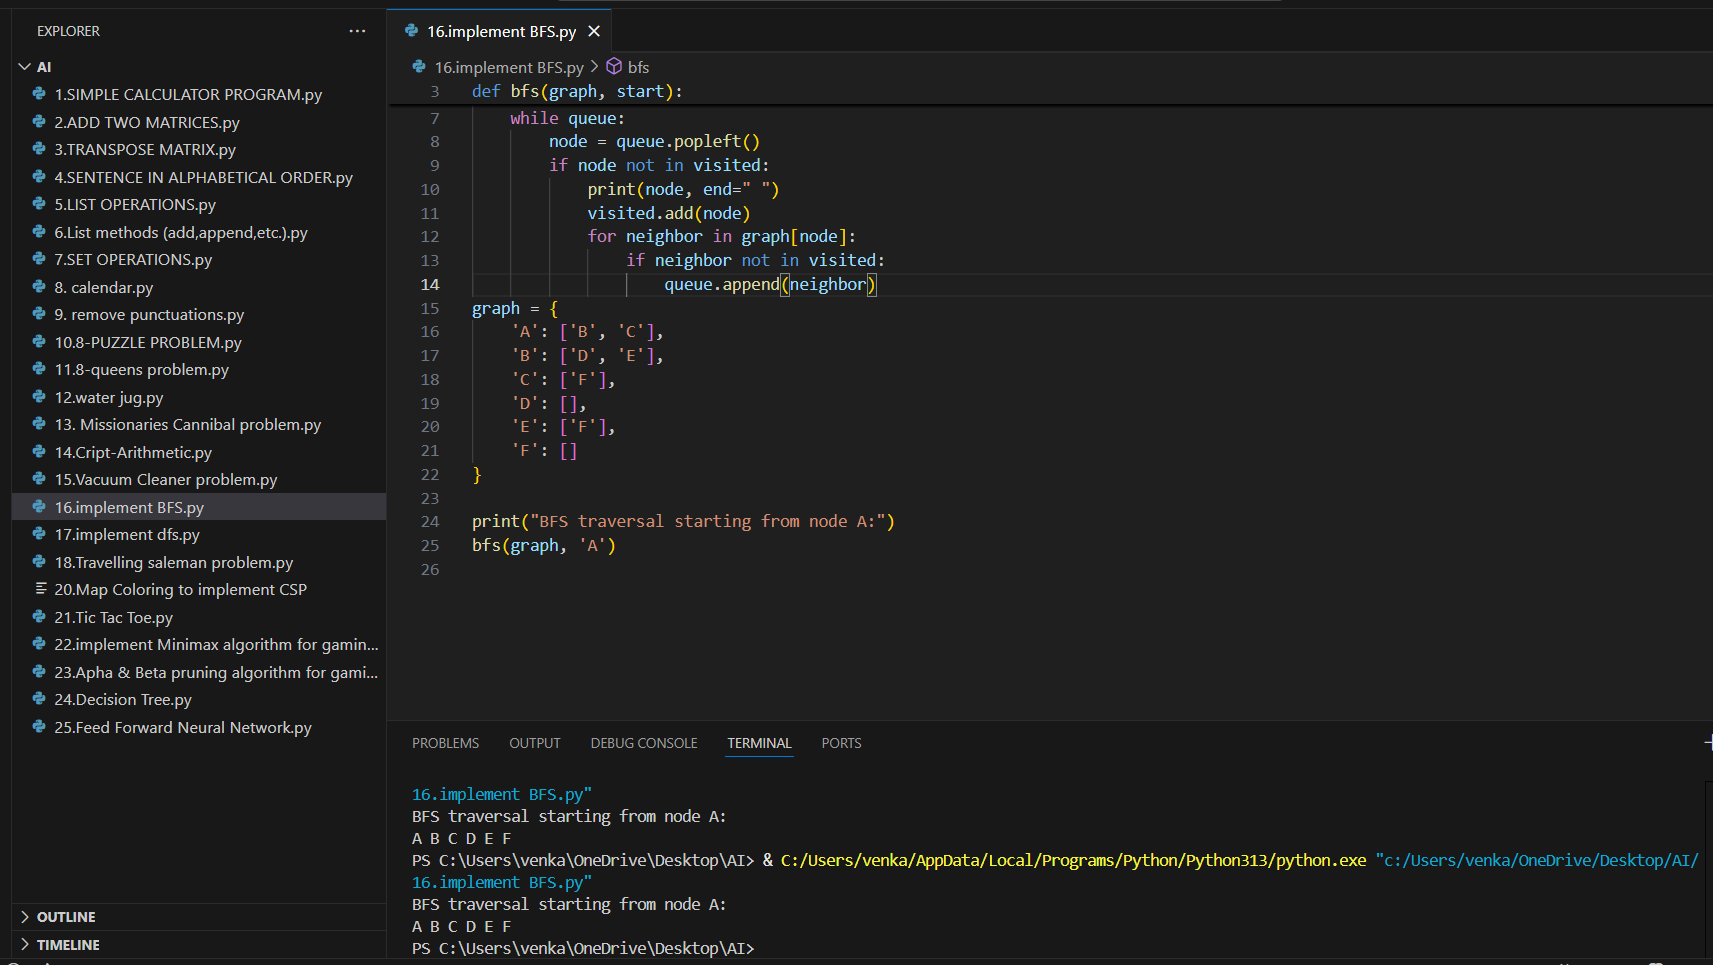 EXPLORER ...
AI
1.SIMPLE CALCULATOR PROGRAM.py
2.ADD TWO MATRICES.py
3.TRANSPOSE MATRIX.py
4.SENTENCE IN ALPHABETICAL ORDER.py
5.LIST OPERATIONS.py
6.List methods (add,append,etc.).py
7.SET OPERATIONS.py
8. calendar.py
9. remove punctuations.py
10.8-PUZZLE PROBLEM.py
11.8-queens problem.py
12.water jug.py
13. Missionaries Cannibal problem.py
14.Cript-Arithmetic.py
15.Vacuum Cleaner problem.py
16.implement BFS.py
17.implement dfs.py
18.Travelling saleman problem.py
20.Map Coloring to implement CSP
21.Tic Tac Toe.py
22.implement Minimax algorithm for gamin...
23.Apha & Beta pruning algorithm for gami...
24.Decision Tree.py
25.Feed Forward Neural Network.py
OUTLINE
TIMELINE
16.implement BFS.py
16.implement BFS.py > bfs
3 def bfs(graph, start):
7     while queue:
8         node = queue.popleft()
9         if node not in visited:
10             print(node, end=" ")
11             visited.add(node)
12             for neighbor in graph[node]:
13                 if neighbor not in visited:
14                     queue.append(neighbor)
15 graph = {
16     'A': ['B', 'C'],
17     'B': ['D', 'E'],
18     'C': ['F'],
19     'D': [],
20     'E': ['F'],
21     'F': []
22 }
23
24 print("BFS traversal starting from node A:")
25 bfs(graph, 'A')
26
PROBLEMS OUTPUT DEBUG CONSOLE TERMINAL PORTS
16.implement BFS.py"
BFS traversal starting from node A:
A B C D E F
PS C:\Users\venka\OneDrive\Desktop\AI> & C:/Users/venka/AppData/Local/Programs/Python/Python313/python.exe "c:/Users/venka/OneDrive/Desktop/AI/
16.implement BFS.py"
BFS traversal starting from node A:
A B C D E F
PS C:\Users\venka\OneDrive\Desktop\AI>